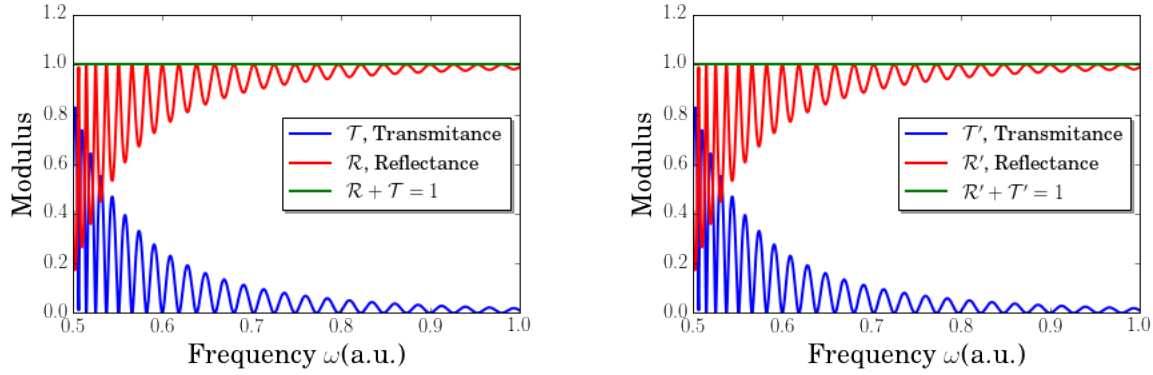 1.2
1.0
0.8
0.6
0.4
0.2
0.0
Modulus
𝒯, Transmitance
ℛ, Reflectance
ℛ + 𝒯 = 1
0.5 0.6 0.7 0.8 0.9 1.0
Frequency ω(a.u.)
1.2
1.0
0.8
0.6
0.4
0.2
0.0
Modulus
𝒯′, Transmitance
ℛ′, Reflectance
ℛ′ + 𝒯′ = 1
0.5 0.6 0.7 0.8 0.9 1.0
Frequency ω(a.u.)